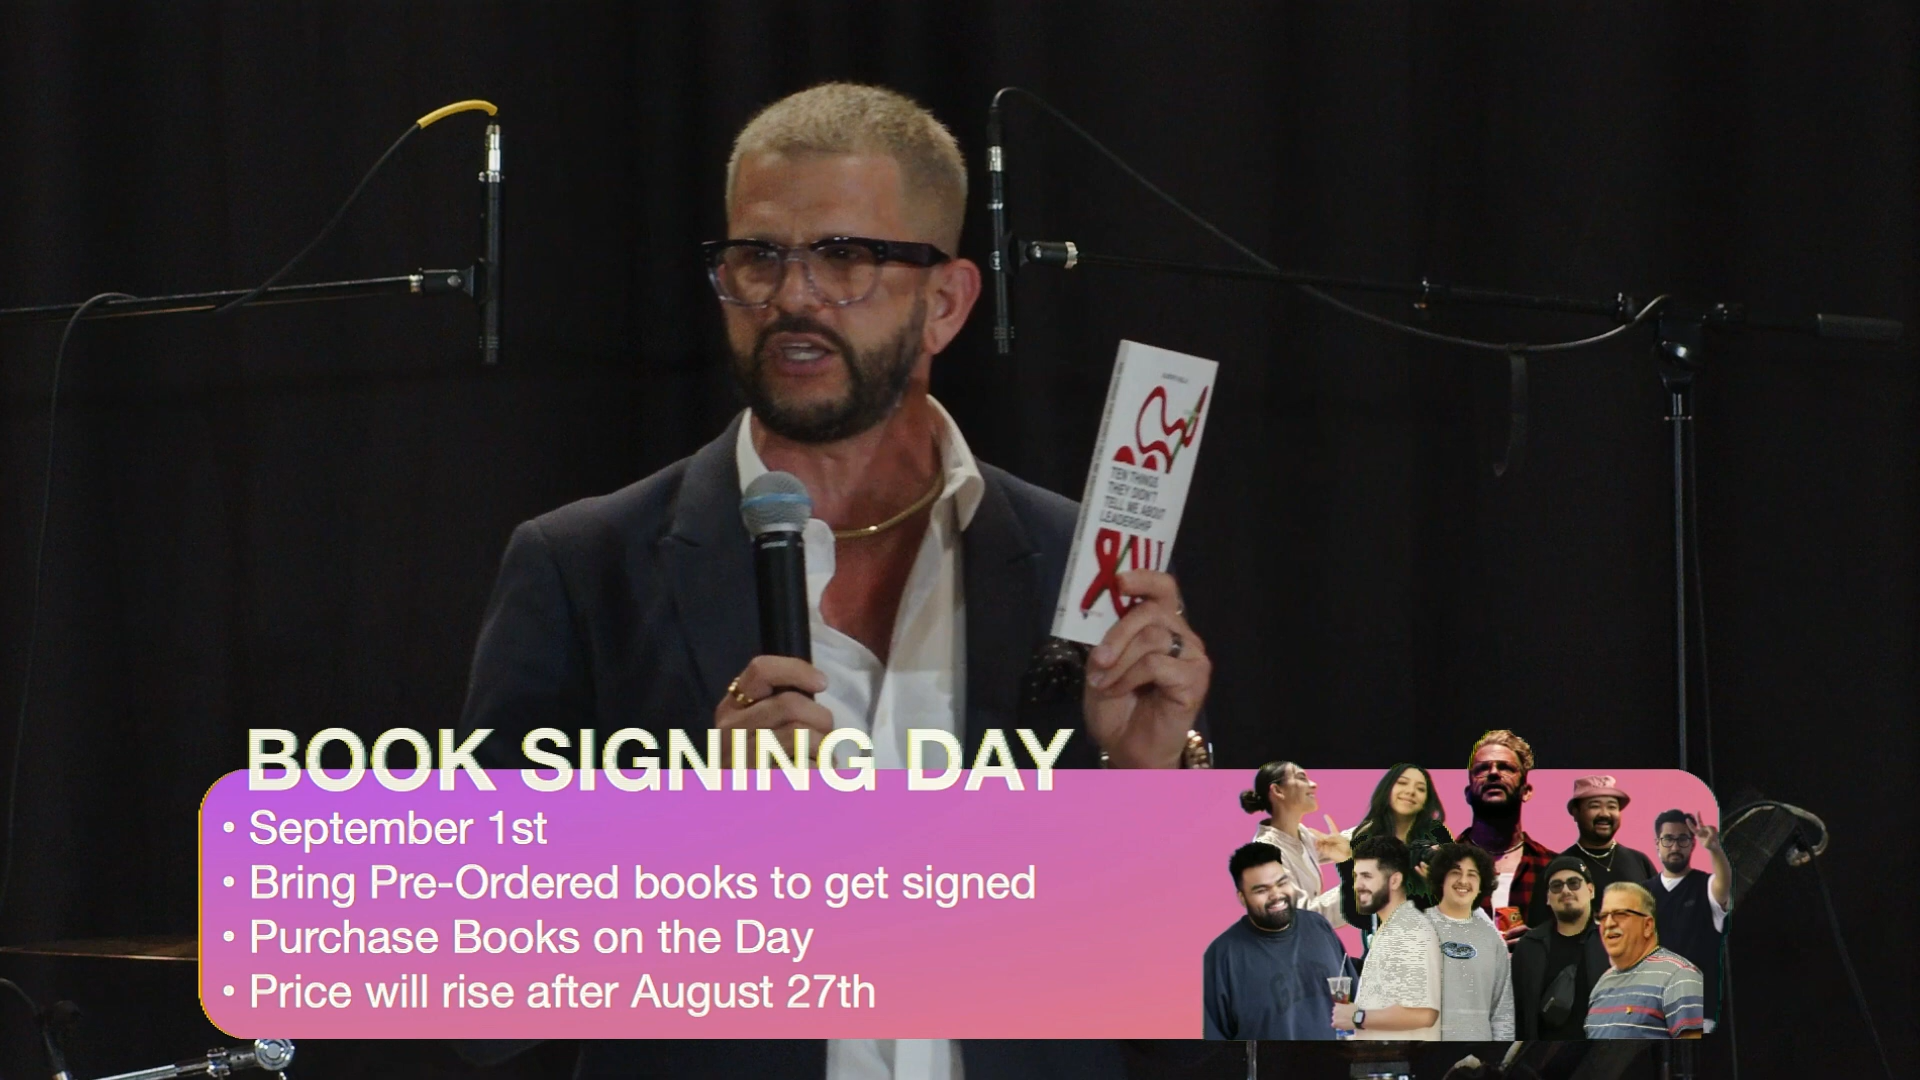 TEN THINGS
THEY DIDN'T
TELL ME ABOUT
LEADERSHIP
BOOK SIGNING DAY
• September 1st
• Bring Pre-Ordered books to get signed
• Purchase Books on the Day
• Price will rise after August 27th